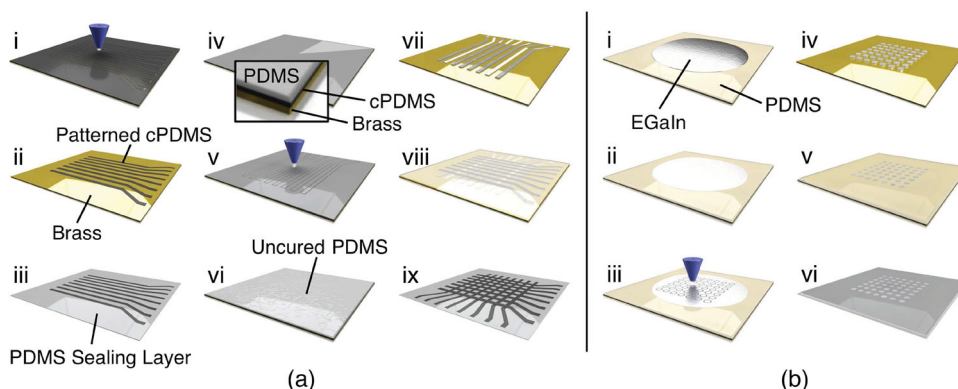 i
iv
vii
i
iv
PDMS
cPDMS
Brass
PDMS
EGaIn
Patterned cPDMS
ii
v
viii
ii
v
Brass
Uncured PDMS
iii
vi
ix
iii
vi
PDMS Sealing Layer
(a)
(b)